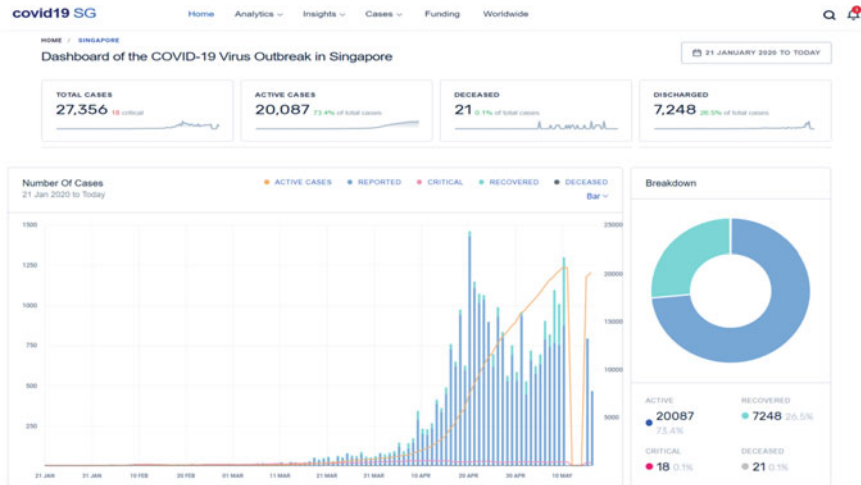 covid19 SG
Home Analytics Insights Cases Funding Worldwide
HOME / SINGAPORE
Dashboard of the COVID-19 Virus Outbreak in Singapore
21 JANUARY 2020 TO TODAY
TOTAL CASES
27,356 18 critical
ACTIVE CASES
20,087 73.4% of total cases
DECEASED
21 0.1% of total cases
DISCHARGED
7,248 26.5% of total cases
Number Of Cases
21 Jan 2020 to Today
ACTIVE CASES REPORTED CRITICAL RECOVERED DECEASED
Bar
1500
1250
1000
750
500
250
25000
20000
15000
10000
5000
21 JAN 31 JAN 10 FEB 20 FEB 01 MAR 11 MAR 21 MAR 31 MAR 10 APR 20 APR 30 APR 10 MAY
Breakdown
ACTIVE
20087
73.4%
RECOVERED
7248 26.5%
CRITICAL
18 0.1%
DECEASED
21 0.1%